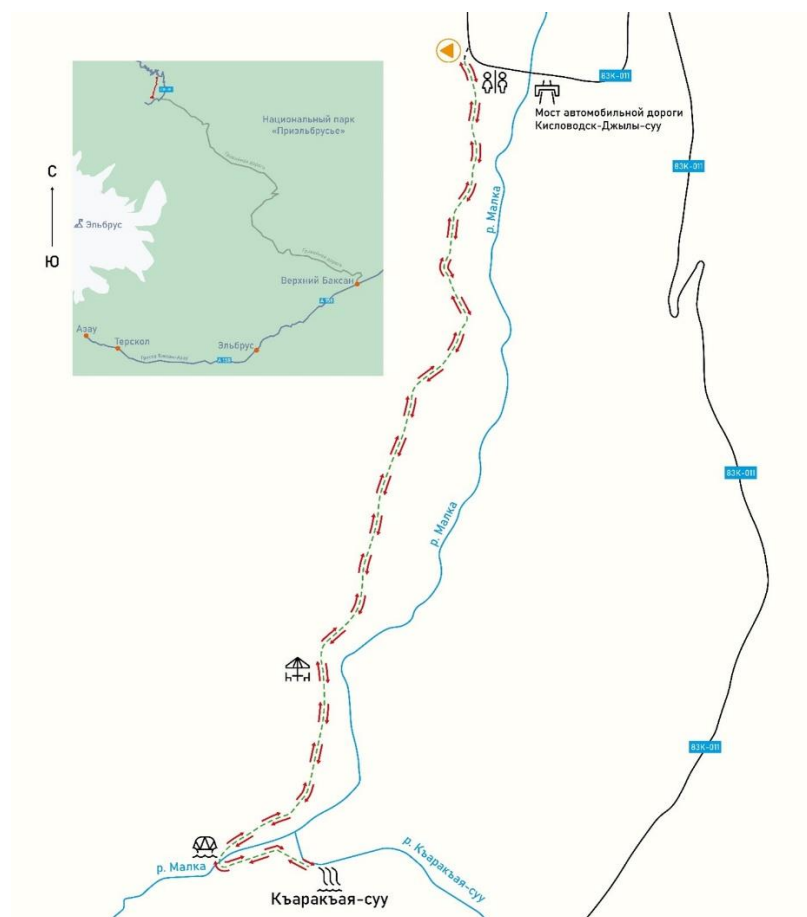 83К-011
Мост автомобильной дороги
Кисловодск-Джылы-суу
Национальный парк
«Приэльбрусье»
С
83К-011
р. Малка
Эльбрус
Ю
Верхний Баксан
Азау
Терскол
Эльбрус
83К-011
р. Малка
83К-011
р. Малка
р. Къаракъая-суу
Къаракъая-суу